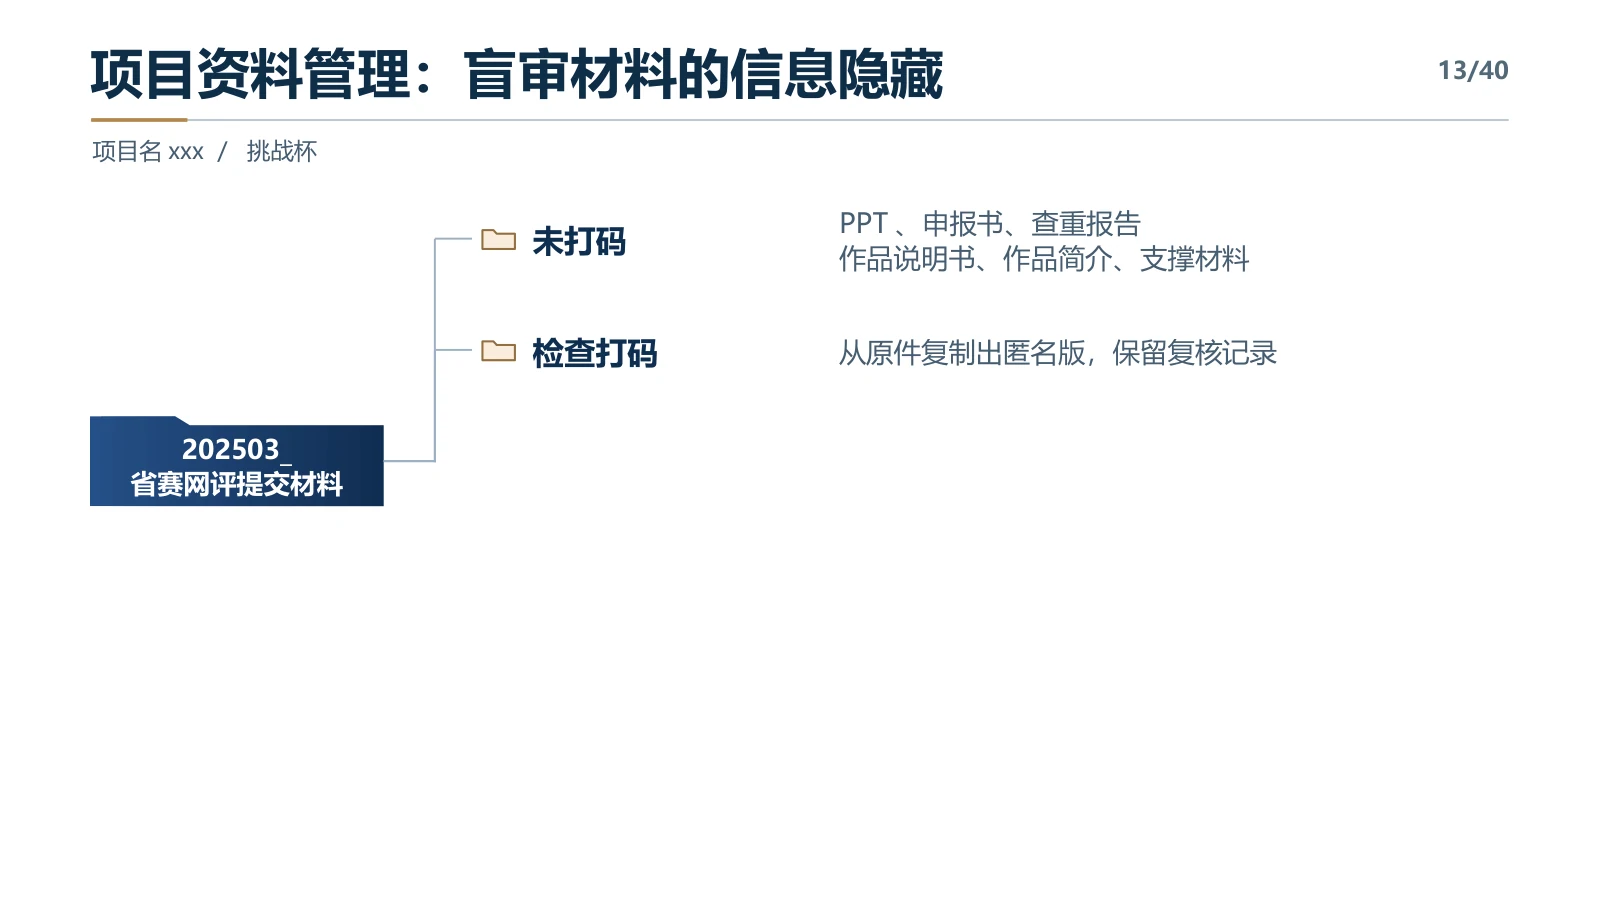 项目资料管理：盲审材料的信息隐藏
13/40
项目名 xxx / 挑战杯
未打码
PPT 、申报书、查重报告
作品说明书、作品简介、支撑材料
检查打码
从原件复制出匿名版，保留复核记录
202503_
省赛网评提交材料